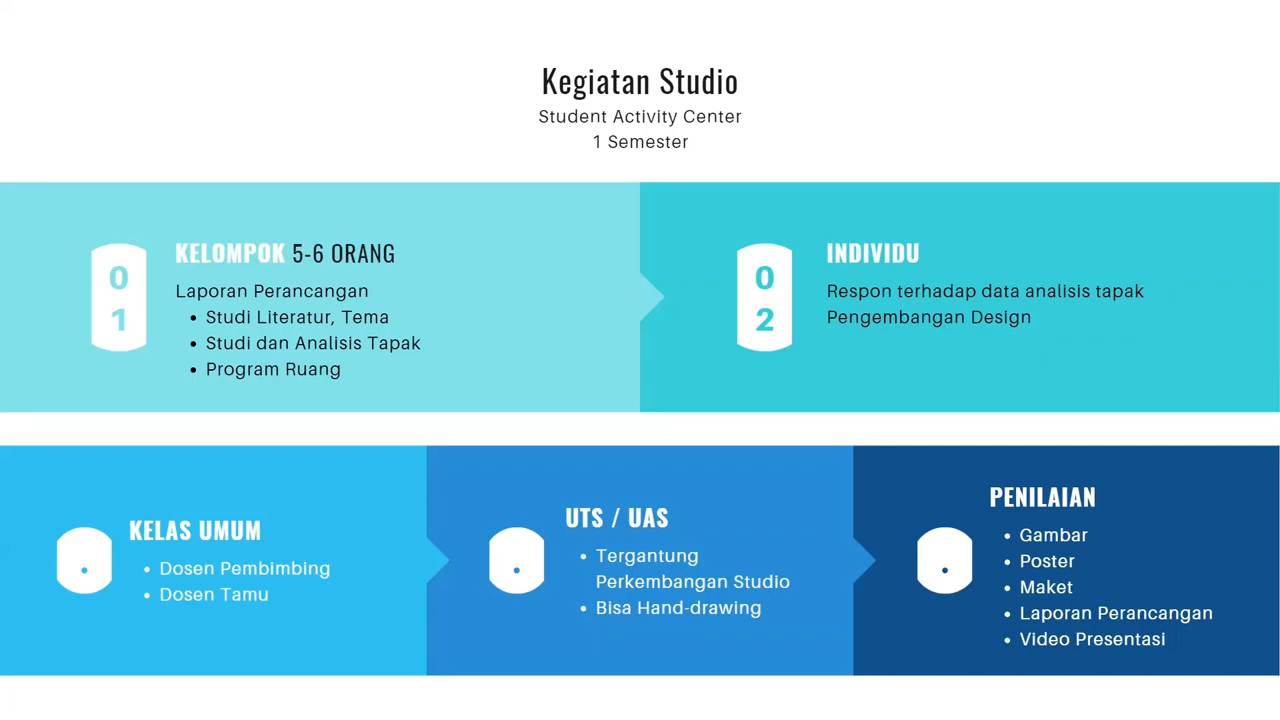 Kegiatan Studio
Student Activity Center
1 Semester
0
1
KELOMPOK 5-6 ORANG
Laporan Perancangan
• Studi Literatur, Tema
• Studi dan Analisis Tapak
• Program Ruang
0
2
INDIVIDU
Respon terhadap data analisis tapak
Pengembangan Design
.
KELAS UMUM
• Dosen Pembimbing
• Dosen Tamu
.
UTS / UAS
• Tergantung
Perkembangan Studio
• Bisa Hand-drawing
.
PENILAIAN
• Gambar
• Poster
• Maket
• Laporan Perancangan
• Video Presentasi